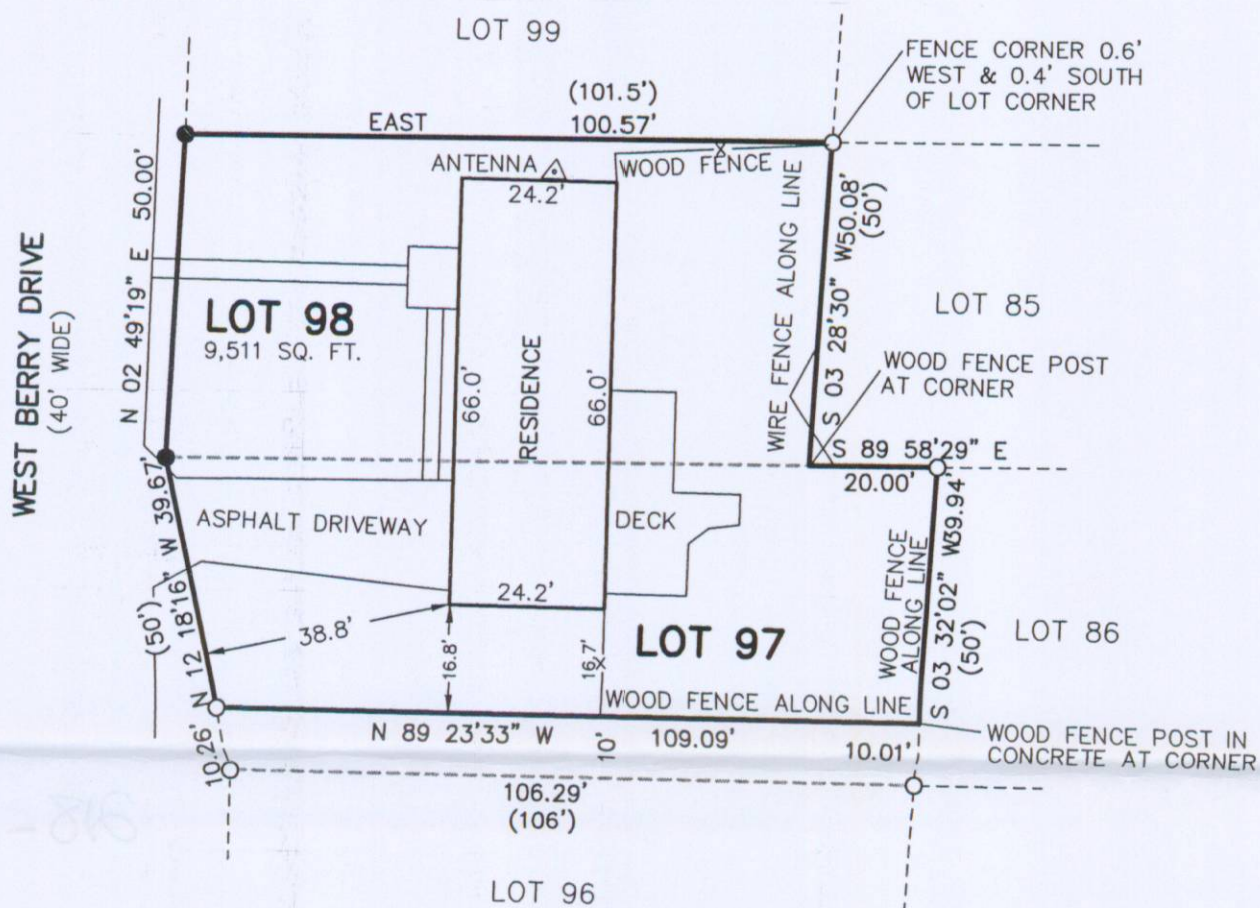 LOT 99
FENCE CORNER 0.6'
WEST & 0.4' SOUTH
OF LOT CORNER
(101.5')
EAST 100.57'
ANTENNA
24.2'
WOOD FENCE
N 02 49'19" E 50.00'
WEST BERRY DRIVE
(40' WIDE)
LOT 98
9,511 SQ. FT.
66.0'
RESIDENCE
66.0'
WIRE FENCE ALONG LINE
S 03 28'30" W 50.08'
(50')
LOT 85
WOOD FENCE POST
AT CORNER
S 89 58'29" E
20.00'
N 12 18'16" W 39.67'
(50')
ASPHALT DRIVEWAY
DECK
24.2'
38.8'
16.8'
16.7'
LOT 97
WOOD FENCE
ALONG LINE
S 03 32'02" W 39.94'
(50')
LOT 86
WOOD FENCE ALONG LINE
N 89 23'33" W 109.09'
10'
10.01'
10.26'
WOOD FENCE POST IN
CONCRETE AT CORNER
106.29'
(106')
LOT 96